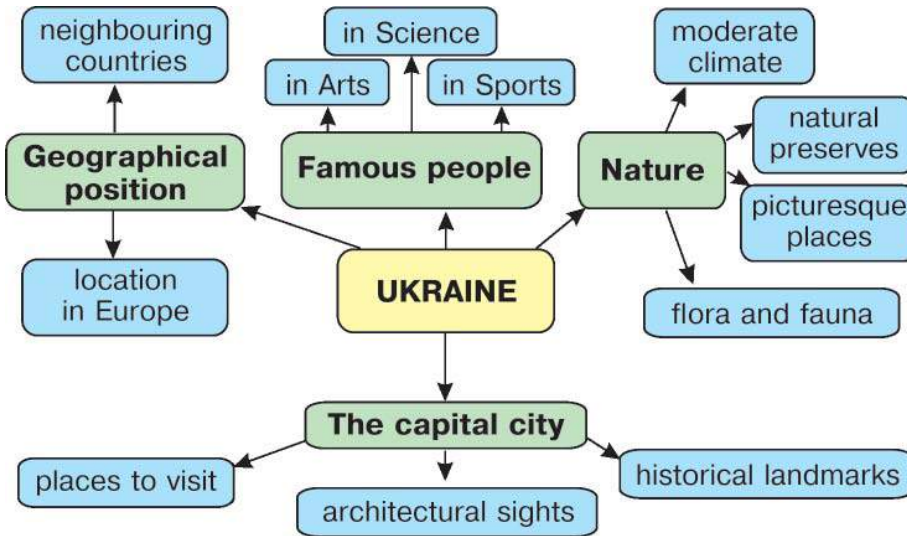 neighbouring
countries
in Science
in Arts
in Sports
moderate
climate
natural
preserves
Geographical
position
Famous people
Nature
picturesque
places
location
in Europe
UKRAINE
flora and fauna
The capital city
places to visit
architectural sights
historical landmarks